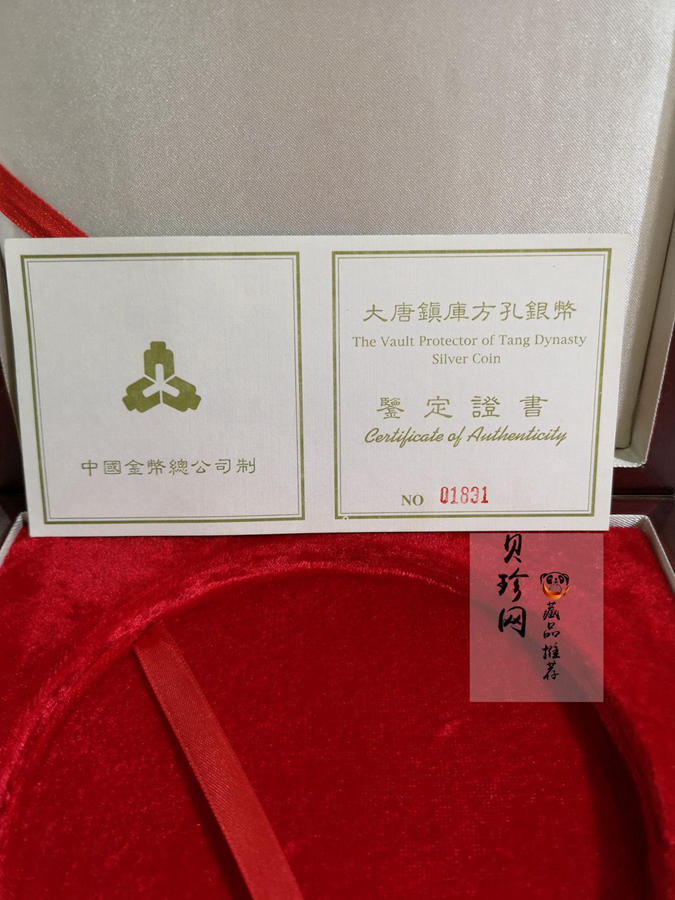 中國金幣總公司制
大唐鎮庫方孔銀幣
The Vault Protector of Tang Dynasty
Silver Coin
鑒定證書
Certificate of Authenticity
NO 01831
贝珍网
藏品推荐